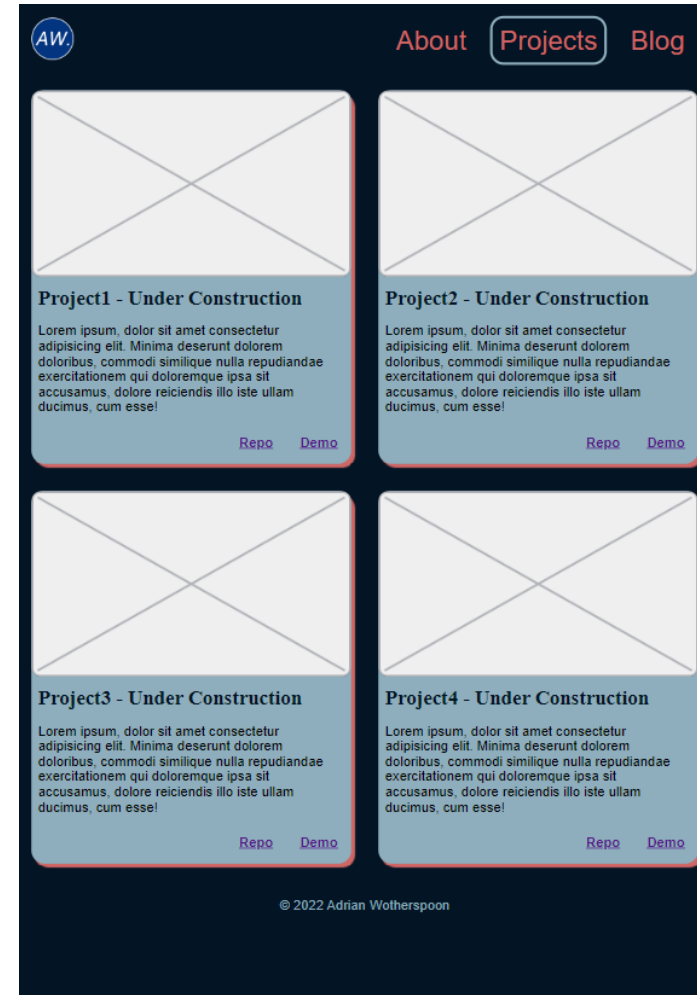 AW.
About Projects Blog
Project1 - Under Construction
Lorem ipsum, dolor sit amet consectetur
adipisicing elit. Minima deserunt dolorem
doloribus, commodi similique nulla repudiandae
exercitationem qui doloremque ipsa sit
accusamus, dolore reiciendis illo iste ullam
ducimus, cum esse!
Repo Demo
Project2 - Under Construction
Lorem ipsum, dolor sit amet consectetur
adipisicing elit. Minima deserunt dolorem
doloribus, commodi similique nulla repudiandae
exercitationem qui doloremque ipsa sit
accusamus, dolore reiciendis illo iste ullam
ducimus, cum esse!
Repo Demo
Project3 - Under Construction
Lorem ipsum, dolor sit amet consectetur
adipisicing elit. Minima deserunt dolorem
doloribus, commodi similique nulla repudiandae
exercitationem qui doloremque ipsa sit
accusamus, dolore reiciendis illo iste ullam
ducimus, cum esse!
Repo Demo
Project4 - Under Construction
Lorem ipsum, dolor sit amet consectetur
adipisicing elit. Minima deserunt dolorem
doloribus, commodi similique nulla repudiandae
exercitationem qui doloremque ipsa sit
accusamus, dolore reiciendis illo iste ullam
ducimus, cum esse!
Repo Demo
© 2022 Adrian Wotherspoon